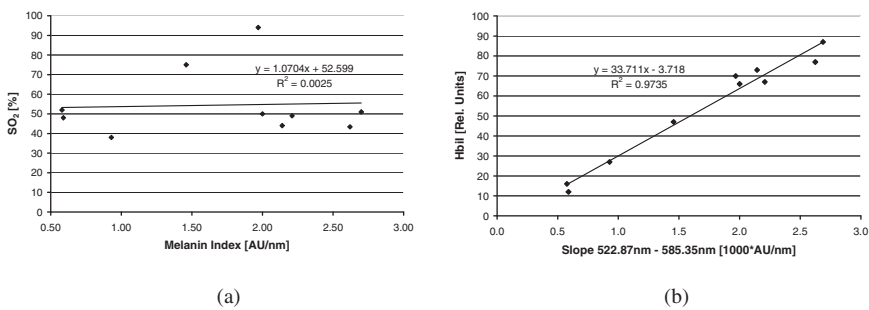 100
90
80
70
60
50
40
30
20
10
0
SO2 [%]
y = 1.0704x + 52.599
R2 = 0.0025
0.50 1.00 1.50 2.00 2.50 3.00
Melanin Index [AU/nm]
(a)
100
90
80
70
60
50
40
30
20
10
0
Hbil [Rel. Units]
y = 33.711x - 3.718
R2 = 0.9735
0.0 0.5 1.0 1.5 2.0 2.5 3.0
Slope 522.87nm - 585.35nm [1000*AU/nm]
(b)